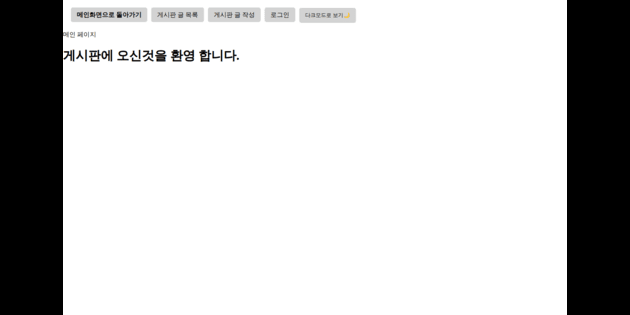 메인화면으로 돌아가기 게시판 글 목록 게시판 글 작성 로그인 다크모드로 보기🌙
메인 페이지
게시판에 오신것을 환영 합니다.